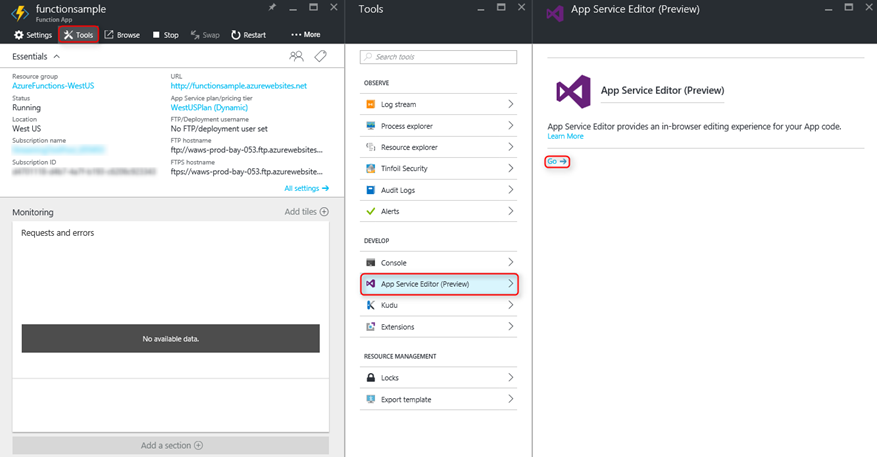 functionsample
Function App
Settings
Tools
Browse
Stop
Swap
Restart
••• More
Essentials
Resource group
AzureFunctions-WestUS
URL
http://functionsample.azurewebsites.net
Status
Running
App Service plan/pricing tier
WestUSPlan (Dynamic)
Location
West US
FTP/Deployment username
No FTP/deployment user set
Subscription name
FTP hostname
ftp://waws-prod-bay-053.ftp.azurewebsites...
Subscription ID
FTPS hostname
ftps://waws-prod-bay-053.ftp.azurewebsites...
All settings →
Monitoring
Add tiles
Requests and errors
No available data.
Add a section
Tools
Search tools
OBSERVE
Log stream
Process explorer
Resource explorer
Tinfoil Security
Audit Logs
Alerts
DEVELOP
Console
App Service Editor (Preview)
Kudu
Extensions
RESOURCE MANAGEMENT
Locks
Export template
App Service Editor (Preview)
App Service Editor (Preview)
App Service Editor provides an in-browser editing experience for your App code.
Learn More
Go →